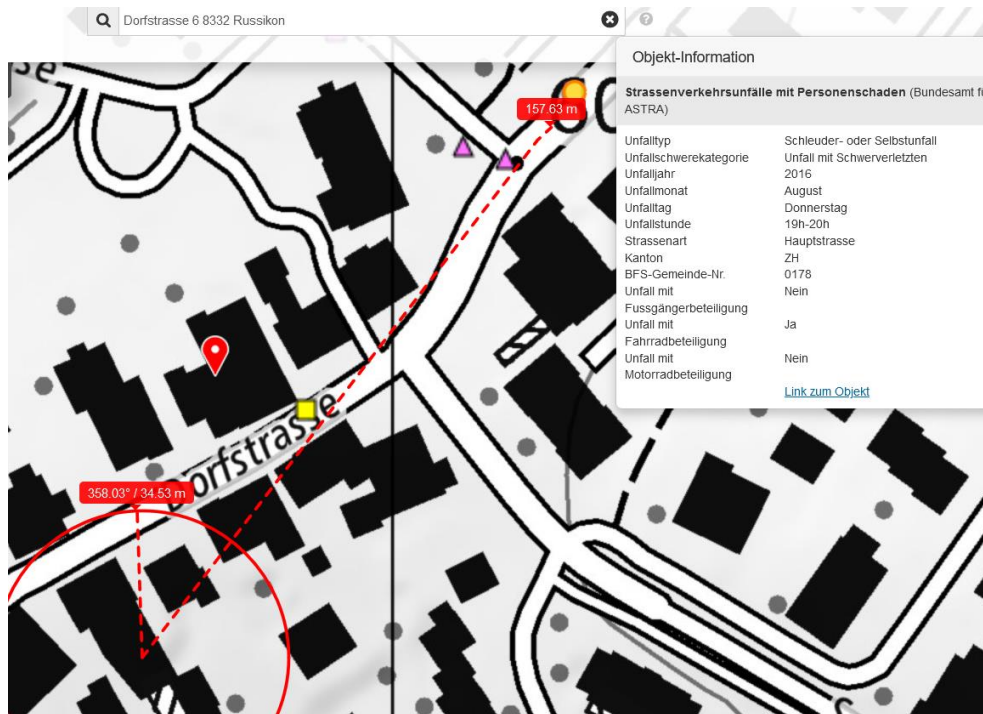 Dorfstrasse 6 8332 Russikon
Objekt-Information
Strassenverkehrsunfälle mit Personenschaden (Bundesamt fü
ASTRA)
Unfalltyp Schleuder- oder Selbstunfall
Unfallschwerekategorie Unfall mit Schwerverletzten
Unfalljahr 2016
Unfallmonat August
Unfalltag Donnerstag
Unfallstunde 19h-20h
Strassenart Hauptstrasse
Kanton ZH
BFS-Gemeinde-Nr. 0178
Unfall mit Nein
Fussgängerbeteiligung
Unfall mit Ja
Fahrradbeteiligung
Unfall mit Nein
Motorradbeteiligung
Link zum Objekt
157.63 m
Dorfstrasse
358.03° / 34.53 m